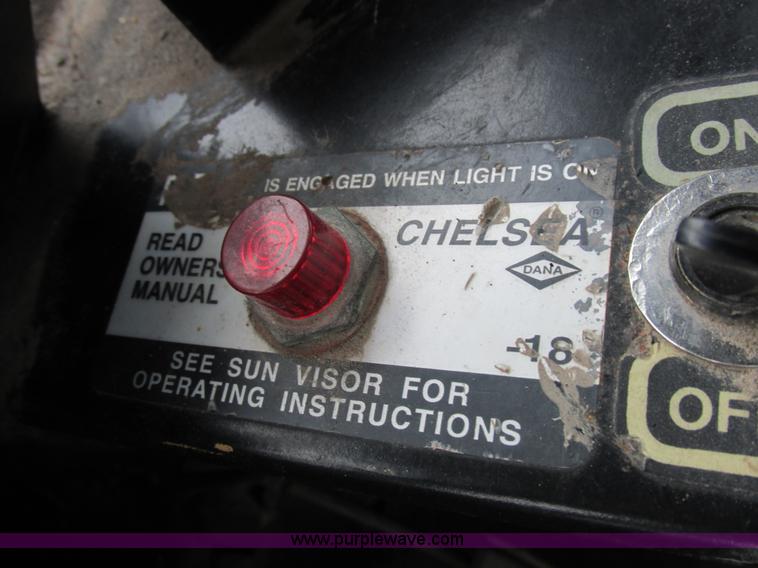 IS ENGAGED WHEN LIGHT IS ON
READ
OWNERS
MANUAL
CHELSEA®
DANA
-18
SEE SUN VISOR FOR
OPERATING INSTRUCTIONS
ON
OF
www.purplewave.com